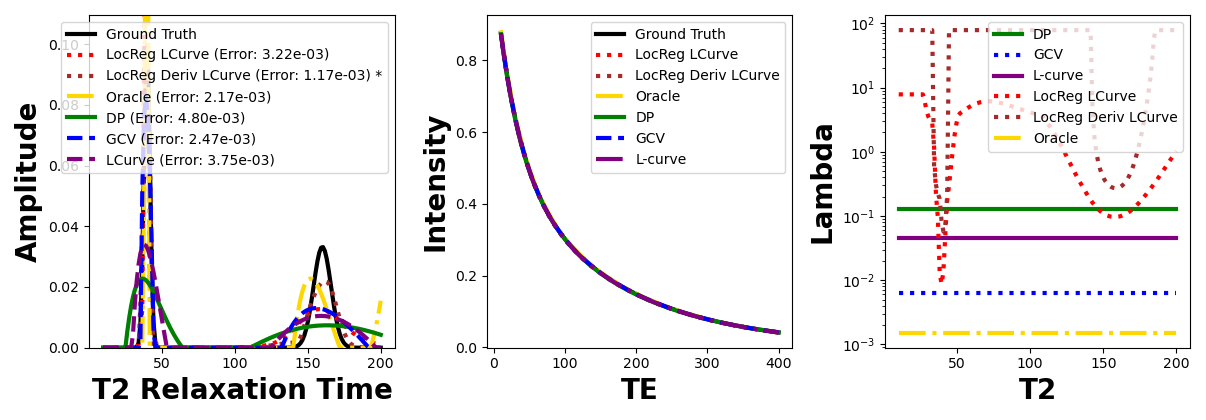 Amplitude
0.10
0.08
0.06
0.04
0.02
0.00
50
100
150
200
T2 Relaxation Time
Ground Truth
LocReg LCurve (Error: 3.22e-03)
LocReg Deriv LCurve (Error: 1.17e-03) *
Oracle (Error: 2.17e-03)
DP (Error: 4.80e-03)
GCV (Error: 2.47e-03)
LCurve (Error: 3.75e-03)
Intensity
0.8
0.6
0.4
0.2
0.0
0
100
200
300
400
TE
Ground Truth
LocReg LCurve
LocReg Deriv LCurve
Oracle
DP
GCV
L-curve
Lambda
10²
10¹
10⁰
10⁻¹
10⁻²
10⁻³
50
100
150
200
T2
DP
GCV
L-curve
LocReg LCurve
LocReg Deriv LCurve
Oracle